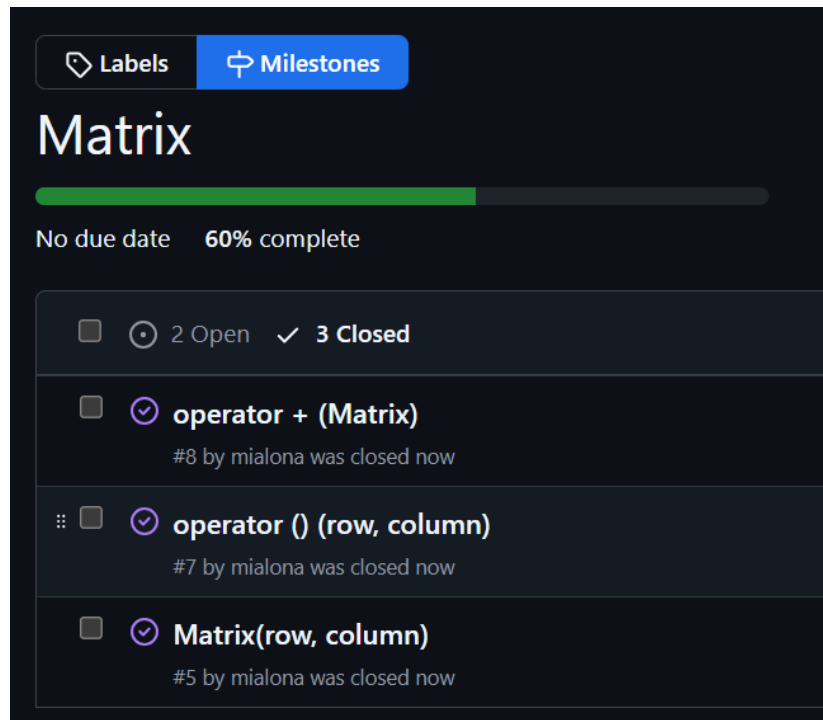 Labels Milestones
Matrix
No due date 60% complete
2 Open 3 Closed
operator + (Matrix)
#8 by mialona was closed now
operator () (row, column)
#7 by mialona was closed now
Matrix(row, column)
#5 by mialona was closed now